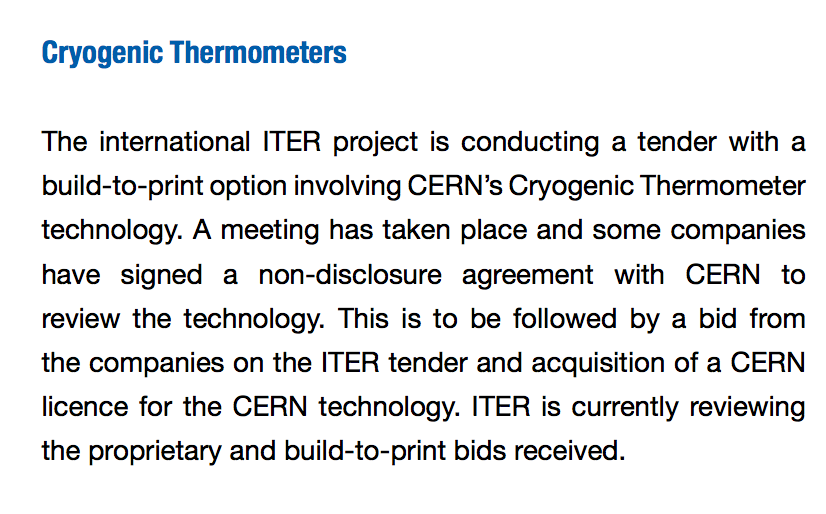 Cryogenic Thermometers
The international ITER project is conducting a tender with a
build-to-print option involving CERN’s Cryogenic Thermometer
technology. A meeting has taken place and some companies
have signed a non-disclosure agreement with CERN to
review the technology. This is to be followed by a bid from
the companies on the ITER tender and acquisition of a CERN
licence for the CERN technology. ITER is currently reviewing
the proprietary and build-to-print bids received.